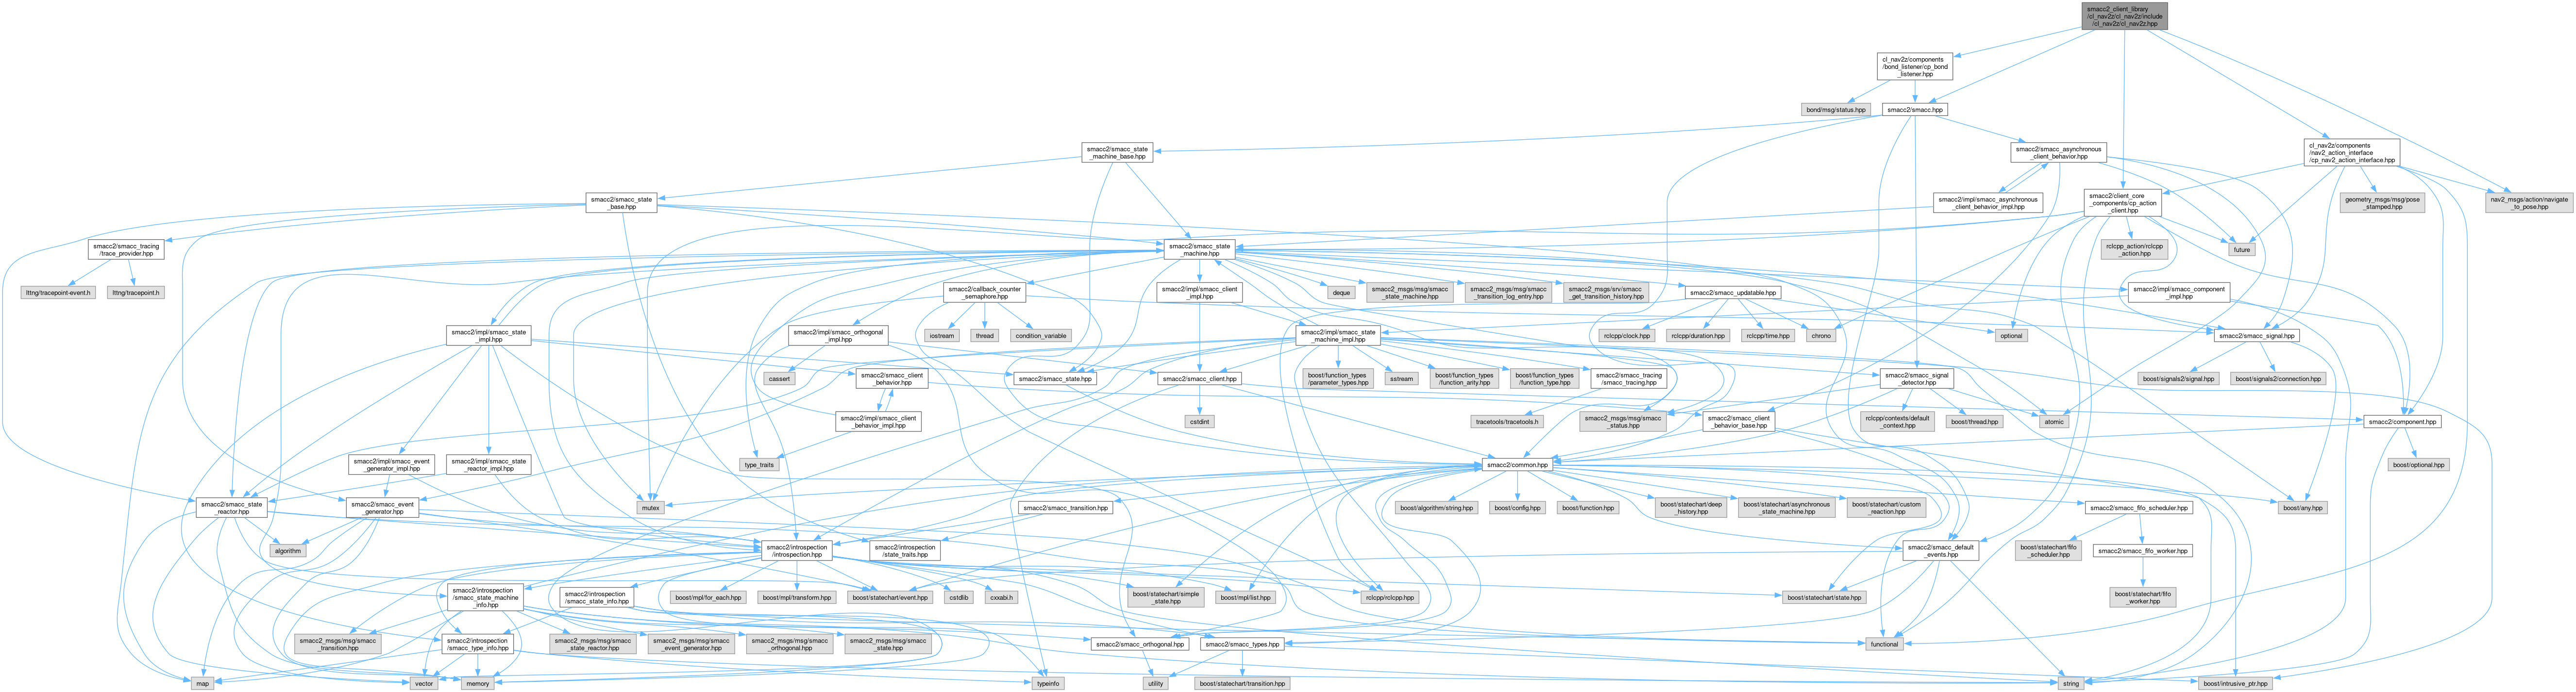 smacc2_client_library
/cl_nav2z/cl_nav2z/include
/cl_nav2z/cl_nav2z.hpp
cl_nav2z/components
/bond_listener/cp_bond
_listener.hpp
bond/msg/status.hpp
smacc2/smacc.hpp
smacc2/smacc_state
_machine_base.hpp
smacc2/smacc_asynchronous
_client_behavior.hpp
cl_nav2z/components
/nav2_action_interface
/cp_nav2_action_interface.hpp
smacc2/smacc_state
_base.hpp
smacc2/impl/smacc_asynchronous
_client_behavior_impl.hpp
smacc2/client_core
_components/cp_action
_client.hpp
geometry_msgs/msg/pose
_stamped.hpp
nav2_msgs/action/navigate
_to_pose.hpp
smacc2/smacc_tracing
/trace_provider.hpp
smacc2/smacc_state
_machine.hpp
rclcpp_action/rclcpp
_action.hpp
future
lttng/tracepoint-event.h
lttng/tracepoint.h
smacc2/callback_counter
_semaphore.hpp
smacc2/impl/smacc_client
_impl.hpp
deque
smacc2_msgs/msg/smacc
_state_machine.hpp
smacc2_msgs/msg/smacc
_transition_log_entry.hpp
smacc2_msgs/srv/smacc
_get_transition_history.hpp
smacc2/smacc_updatable.hpp
smacc2/impl/smacc_component
_impl.hpp
smacc2/impl/smacc_state
_impl.hpp
smacc2/impl/smacc_orthogonal
_impl.hpp
iostream
thread
condition_variable
smacc2/impl/smacc_state
_machine_impl.hpp
rclcpp/clock.hpp
rclcpp/duration.hpp
rclcpp/time.hpp
chrono
optional
smacc2/smacc_signal.hpp
cassert
smacc2/smacc_client
_behavior.hpp
smacc2/smacc_state.hpp
smacc2/smacc_client.hpp
boost/function_types
/parameter_types.hpp
sstream
boost/function_types
/function_arity.hpp
boost/function_types
/function_type.hpp
smacc2/smacc_tracing
/smacc_tracing.hpp
smacc2/smacc_signal
_detector.hpp
boost/signals2/signal.hpp
boost/signals2/connection.hpp
smacc2/impl/smacc_client
_behavior_impl.hpp
cstdint
tracetools/tracetools.h
smacc2_msgs/msg/smacc
_status.hpp
smacc2/smacc_client
_behavior_base.hpp
rclcpp/contexts/default
_context.hpp
boost/thread.hpp
atomic
smacc2/component.hpp
smacc2/impl/smacc_event
_generator_impl.hpp
smacc2/impl/smacc_state
_reactor_impl.hpp
type_traits
smacc2/common.hpp
boost/optional.hpp
smacc2/smacc_state
_reactor.hpp
smacc2/smacc_event
_generator.hpp
mutex
smacc2/smacc_transition.hpp
boost/algorithm/string.hpp
boost/config.hpp
boost/function.hpp
boost/statechart/deep
_history.hpp
boost/statechart/asynchronous
_state_machine.hpp
boost/statechart/custom
_reaction.hpp
smacc2/smacc_fifo_scheduler.hpp
boost/any.hpp
algorithm
smacc2/introspection
/introspection.hpp
smacc2/introspection
/state_traits.hpp
smacc2/smacc_default
_events.hpp
boost/statechart/fifo
_scheduler.hpp
smacc2/smacc_fifo_worker.hpp
smacc2/introspection
/smacc_state_machine
_info.hpp
smacc2/introspection
/smacc_state_info.hpp
boost/mpl/for_each.hpp
boost/mpl/transform.hpp
boost/statechart/event.hpp
cstdlib
cxxabi.h
boost/statechart/simple
_state.hpp
boost/mpl/list.hpp
rclcpp/rclcpp.hpp
boost/statechart/state.hpp
boost/statechart/fifo
_worker.hpp
smacc2_msgs/msg/smacc
_transition.hpp
smacc2/introspection
/smacc_type_info.hpp
smacc2_msgs/msg/smacc
_state_reactor.hpp
smacc2_msgs/msg/smacc
_event_generator.hpp
smacc2_msgs/msg/smacc
_orthogonal.hpp
smacc2_msgs/msg/smacc
_state.hpp
smacc2/smacc_orthogonal.hpp
smacc2/smacc_types.hpp
functional
map
vector
memory
typeinfo
utility
boost/statechart/transition.hpp
string
boost/intrusive_ptr.hpp